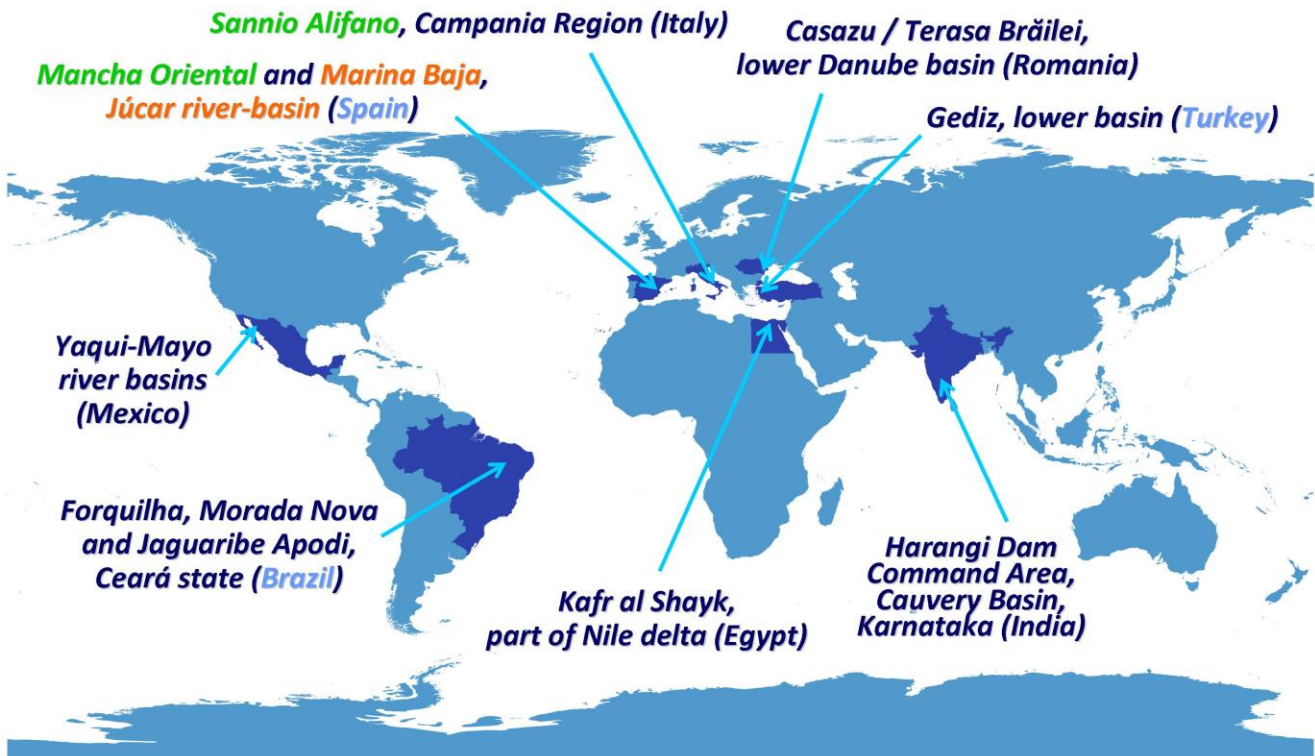 Sannio Alifano, Campania Region (Italy)
Casazu / Terasa Brăilei,
lower Danube basin (Romania)
Mancha Oriental and Marina Baja,
Júcar river-basin (Spain)
Gediz, lower basin (Turkey)
Yaqui-Mayo
river basins
(Mexico)
Forquilha, Morada Nova
and Jaguaribe Apodi,
Ceará state (Brazil)
Kafr al Shayk,
part of Nile delta (Egypt)
Harangi Dam
Command Area,
Cauvery Basin,
Karnataka (India)